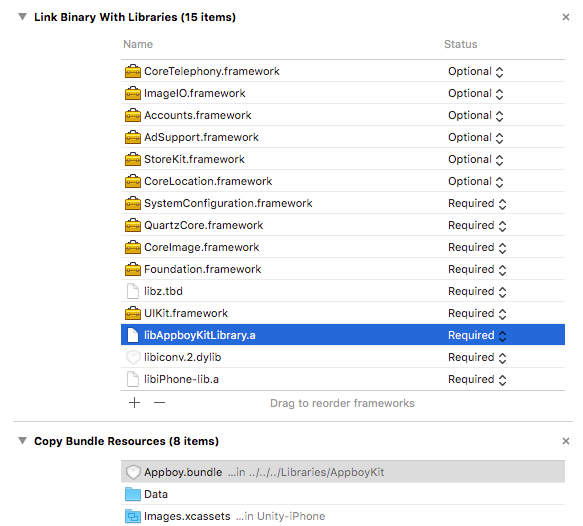 Link Binary With Libraries (15 items)
Name Status
CoreTelephony.framework Optional
ImageIO.framework Optional
Accounts.framework Optional
AdSupport.framework Optional
StoreKit.framework Optional
CoreLocation.framework Optional
SystemConfiguration.framework Required
QuartzCore.framework Required
CoreImage.framework Required
Foundation.framework Required
libz.tbd Required
UIKit.framework Required
libAppboyKitLibrary.a Required
libiconv.2.dylib Required
libiPhone-lib.a Required
Drag to reorder frameworks
Copy Bundle Resources (8 items)
Appboy.bundle ...in ../../../Libraries/AppboyKit
Data
Images.xcassets ...in Unity-iPhone